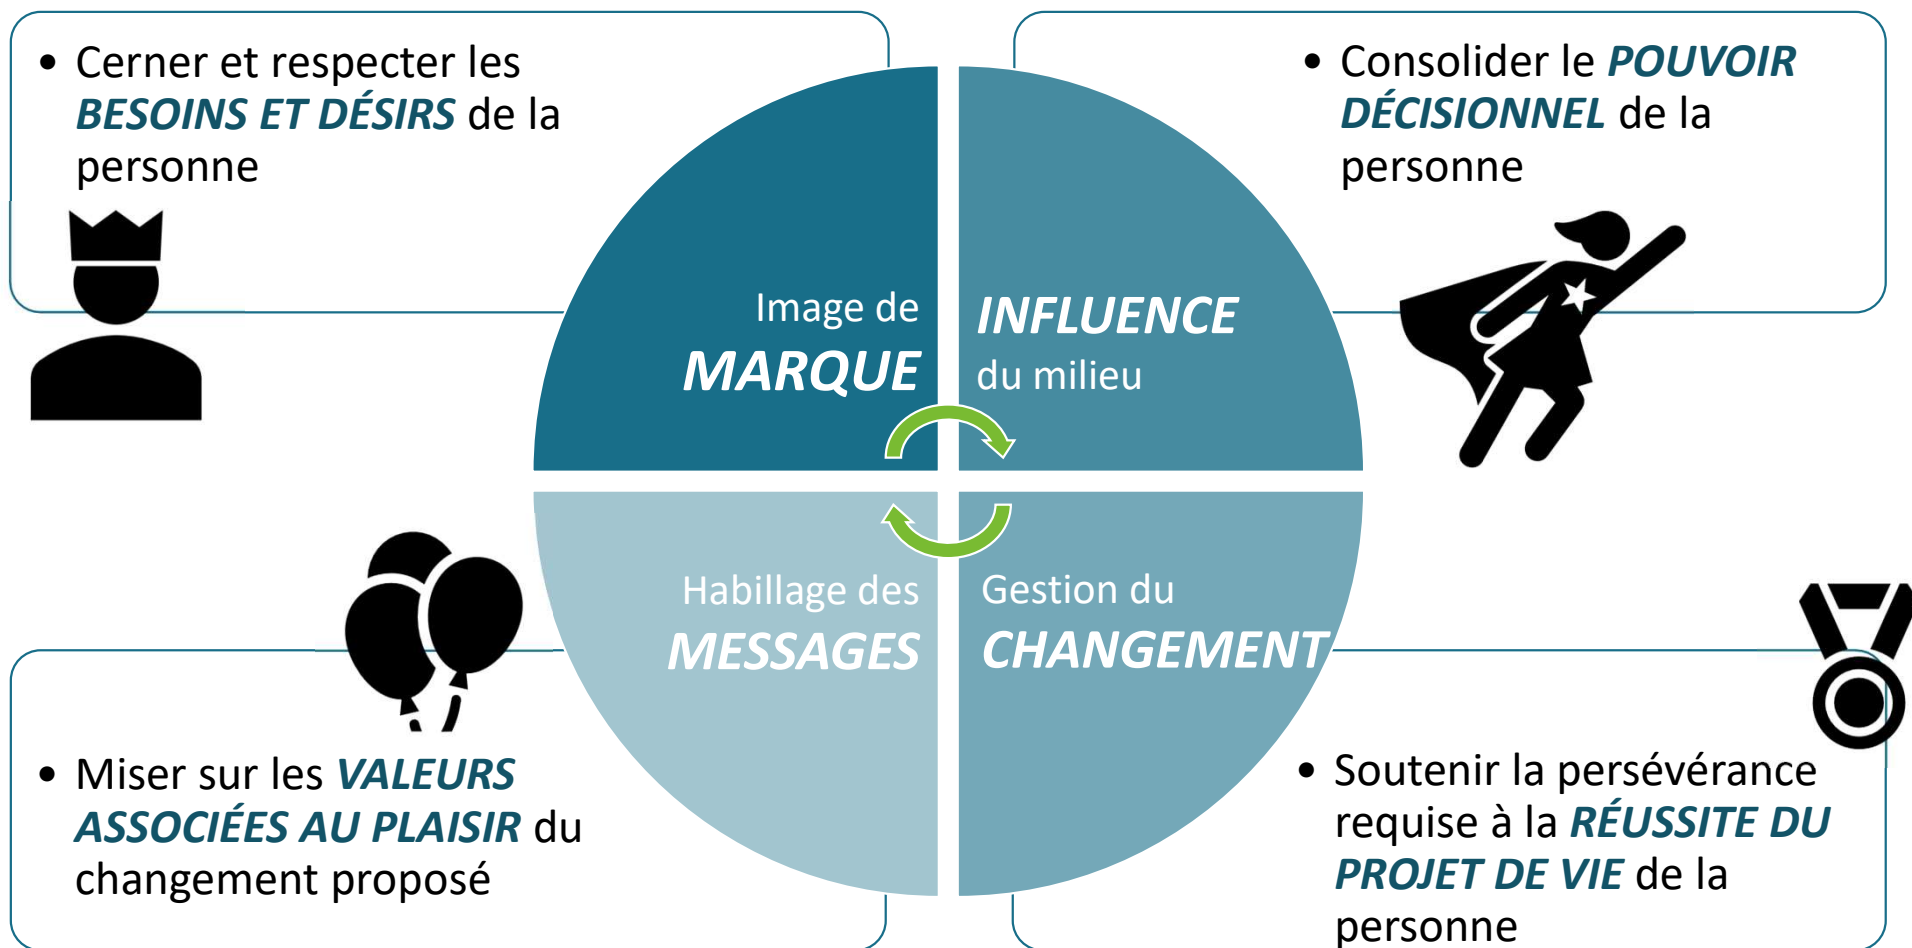 • Cerner et respecter les
BESOINS ET DÉSIRS de la
personne
• Consolider le POUVOIR
DÉCISIONNEL de la
personne
Image de
MARQUE
INFLUENCE
du milieu
Habillage des
MESSAGES
Gestion du
CHANGEMENT
• Miser sur les VALEURS
ASSOCIÉES AU PLAISIR du
changement proposé
• Soutenir la persévérance
requise à la RÉUSSITE DU
PROJET DE VIE de la
personne